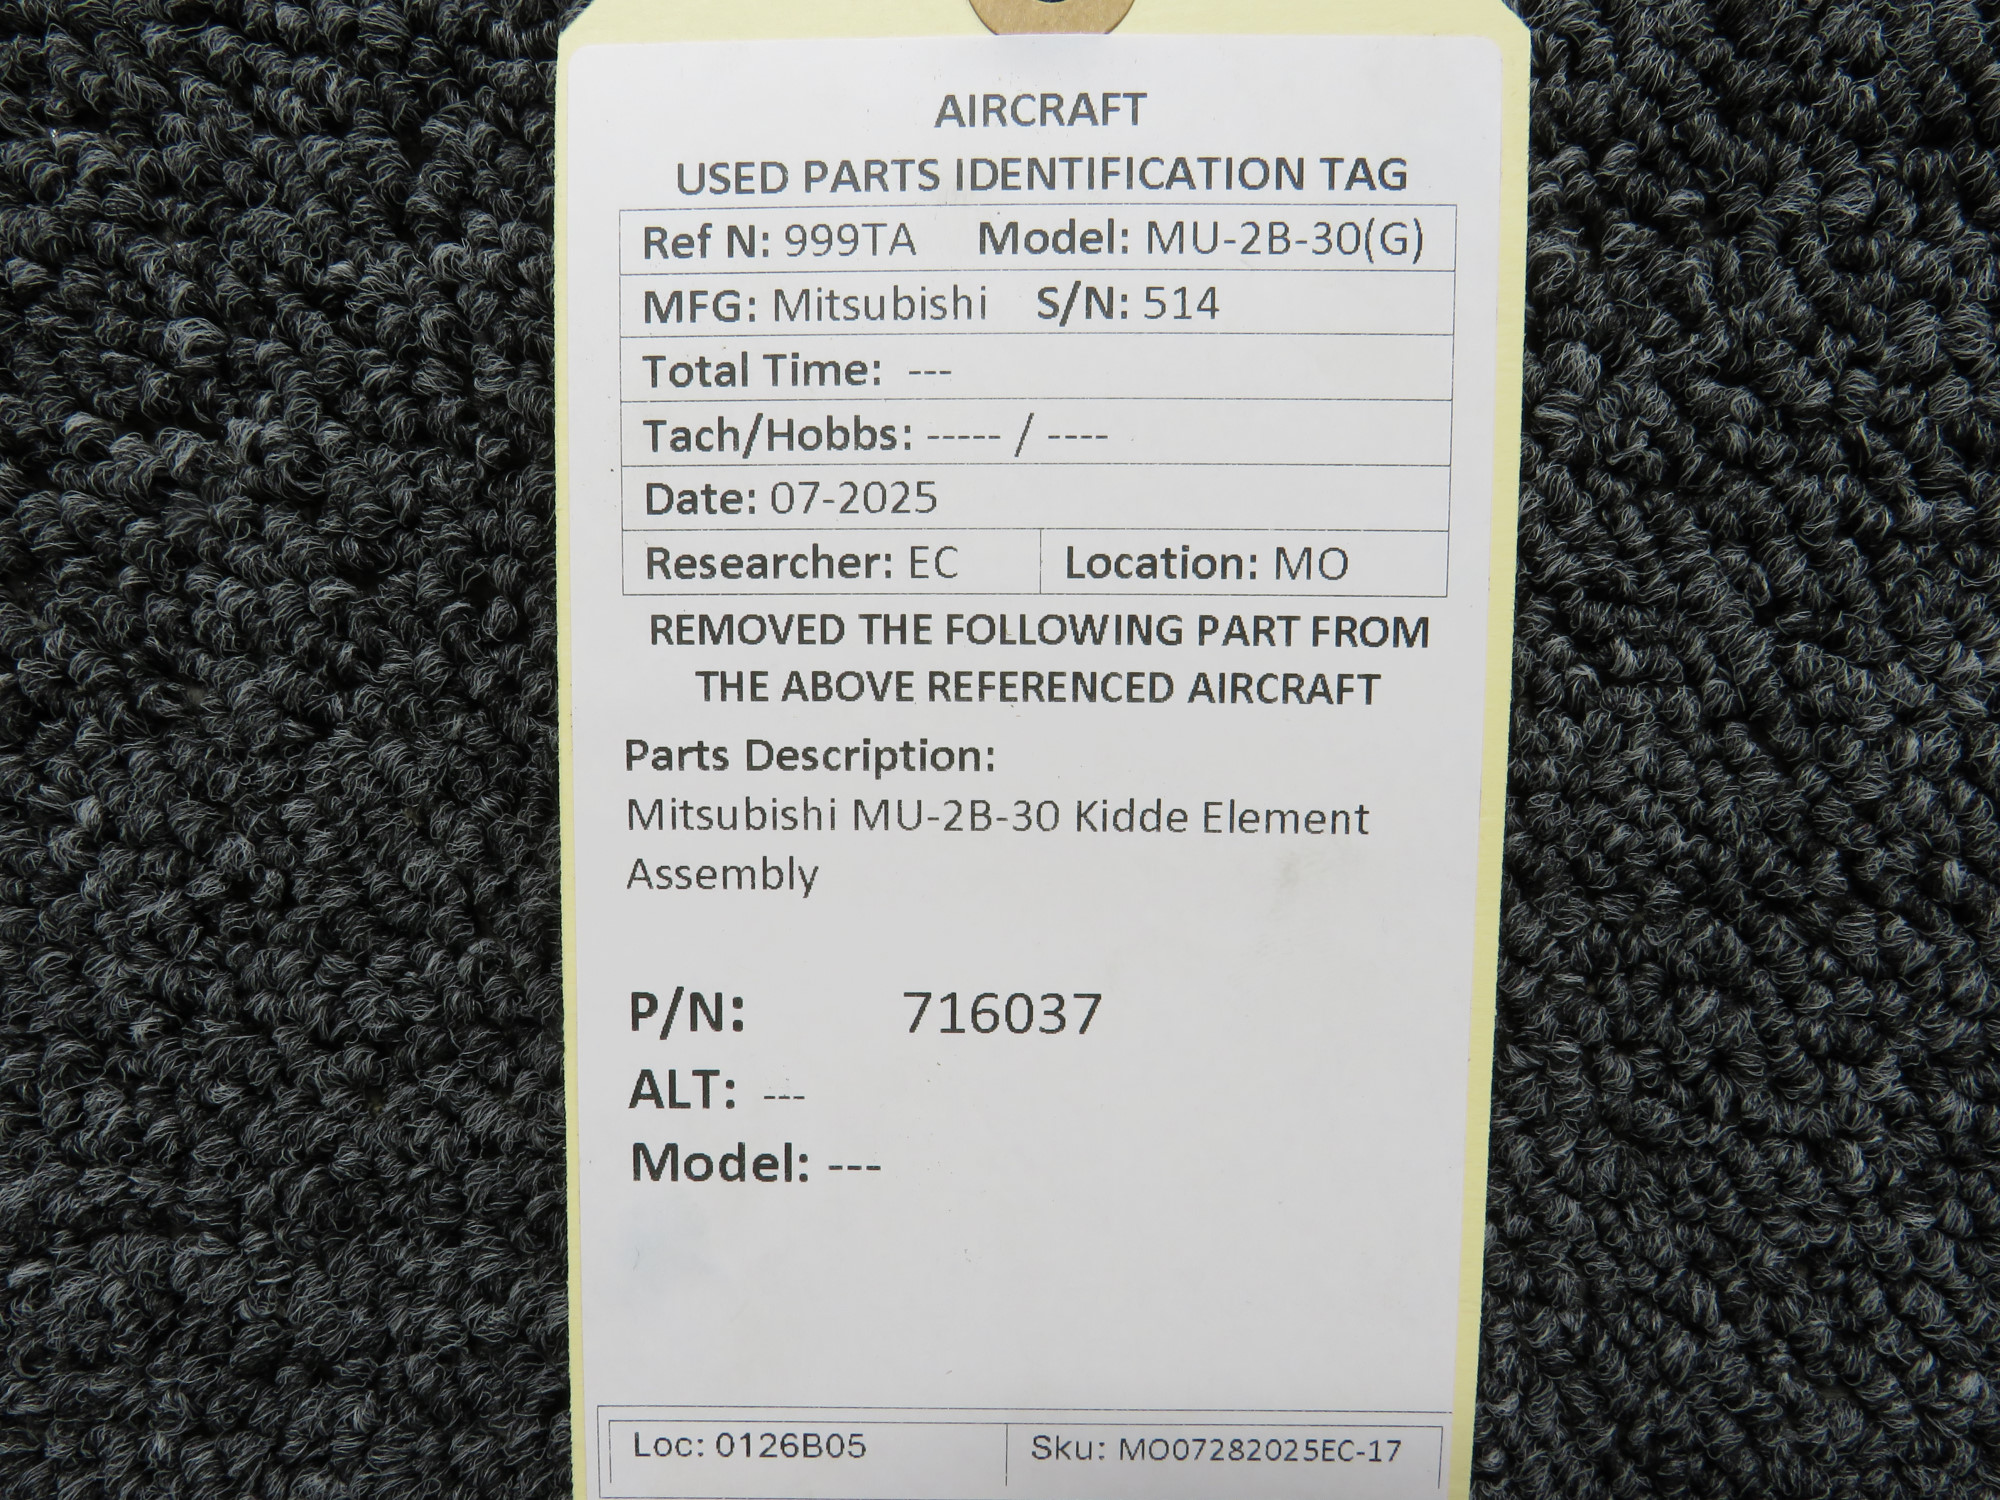 AIRCRAFT
USED PARTS IDENTIFICATION TAG
Ref N: 999TA Model: MU-2B-30(G)
MFG: Mitsubishi S/N: 514
Total Time: ---
Tach/Hobbs: ----- / ----
Date: 07-2025
Researcher: EC Location: MO
REMOVED THE FOLLOWING PART FROM
THE ABOVE REFERENCED AIRCRAFT
Parts Description:
Mitsubishi MU-2B-30 Kidde Element
Assembly
P/N: 716037
ALT: ---
Model: ---
Loc: 0126B05 Sku: MO07282025EC-17